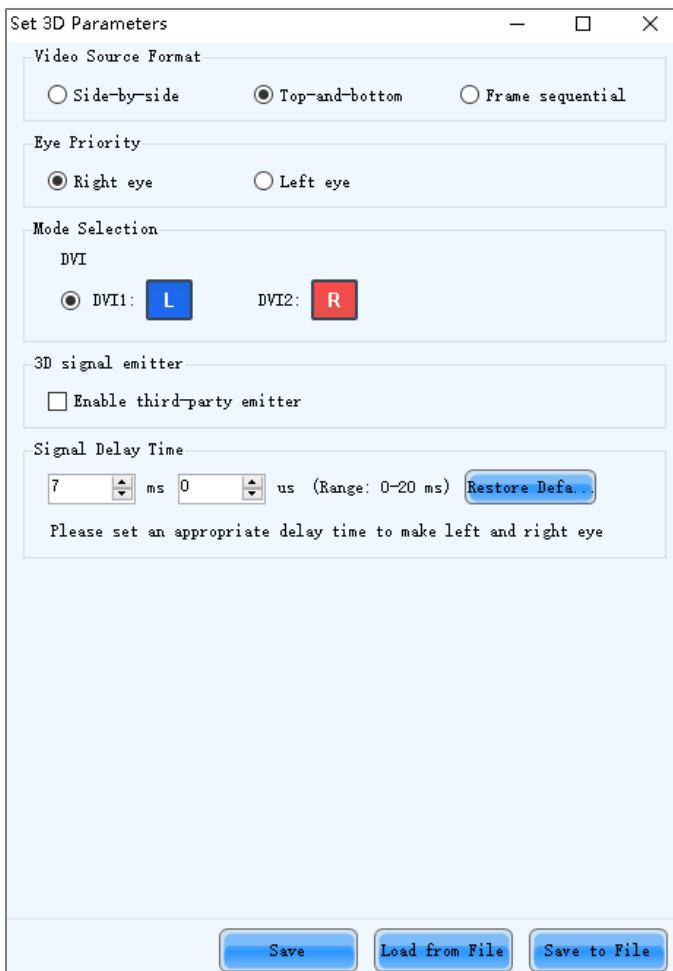 Set 3D Parameters
Video Source Format
Side-by-side Top-and-bottom Frame sequential
Eye Priority
Right eye Left eye
Mode Selection
DVI
DVI1: L DVI2: R
3D signal emitter
Enable third-party emitter
Signal Delay Time
7 ms 0 us (Range: 0-20 ms) Restore Defa...
Please set an appropriate delay time to make left and right eye
Save Load from File Save to File